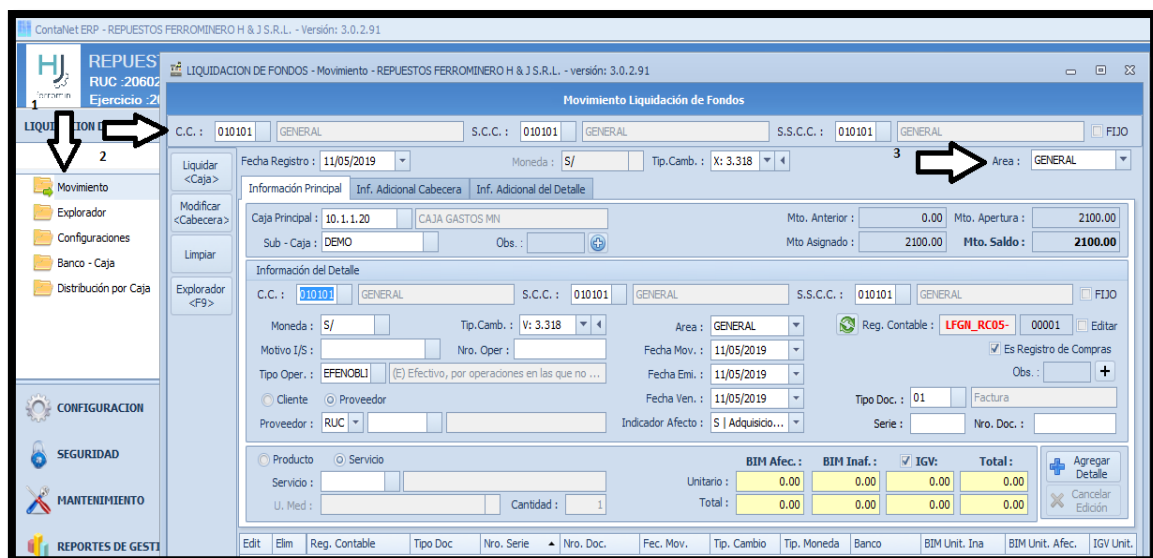 ContaNet ERP - REPUESTOS FERROMINERO H & J S.R.L. - Versión: 3.0.2.91
HJ
REPUES
RUC :20602
Ejercicio :2
LIQUIDACION DE FONDOS - Movimiento - REPUESTOS FERROMINERO H & J S.R.L. - versión: 3.0.2.91
Movimiento Liquidación de Fondos
1
LIQU
C.C. : 010101 GENERAL S.C.C. : 010101 GENERAL S.S.C.C. : 010101 GENERAL FIJO
2
3
Liquidar
<Caja>
Modificar
<Cabecera>
Limpiar
Explorador
<F9>
Fecha Registro : 11/05/2019 Moneda : S/ Tip.Camb. : X: 3.318 Area : GENERAL
Movimiento
Explorador
Configuraciones
Banco - Caja
Distribución por Caja
Información Principal Inf. Adicional Cabecera Inf. Adicional del Detalle
Caja Principal : 10.1.1.20 CAJA GASTOS MN Mto. Anterior : 0.00 Mto. Apertura : 2100.00
Sub - Caja : DEMO Obs. : Mto Asignado : 2100.00 Mto. Saldo : 2100.00
Información del Detalle
C.C. : 010101 GENERAL S.C.C. : 010101 GENERAL S.S.C.C. : 010101 GENERAL FIJO
Moneda : S/ Tip.Camb. : V: 3.318 Area : GENERAL Reg. Contable : LFGN_RC05- 00001 Editar
Motivo I/S : Nro. Oper : Fecha Mov. : 11/05/2019 Es Registro de Compras
Tipo Oper. : EFENOBLI (E) Efectivo, por operaciones en las que no ... Fecha Emi. : 11/05/2019 Obs. : +
Cliente Proveedor Fecha Ven. : 11/05/2019 Tipo Doc. : 01 Factura
Proveedor : RUC Indicador Afecto : S | Adquisicio... Serie : Nro. Doc. :
Producto Servicio BIM Afec. : BIM Inaf. : IGV: Total :
Servicio : Unitario : 0.00 0.00 0.00 0.00
U. Med : Cantidad : 1 Total : 0.00 0.00 0.00 0.00
Agregar
Detalle
Cancelar
Edición
Edit Elim Reg. Contable Tipo Doc Nro. Serie Nro. Doc. Fec. Mov. Tip. Cambio Tip. Moneda Banco BIM Unit. Ina BIM Unit. Afec. IGV Unit.
CONFIGURACION
SEGURIDAD
MANTENIMIENTO
REPORTES DE GESTI